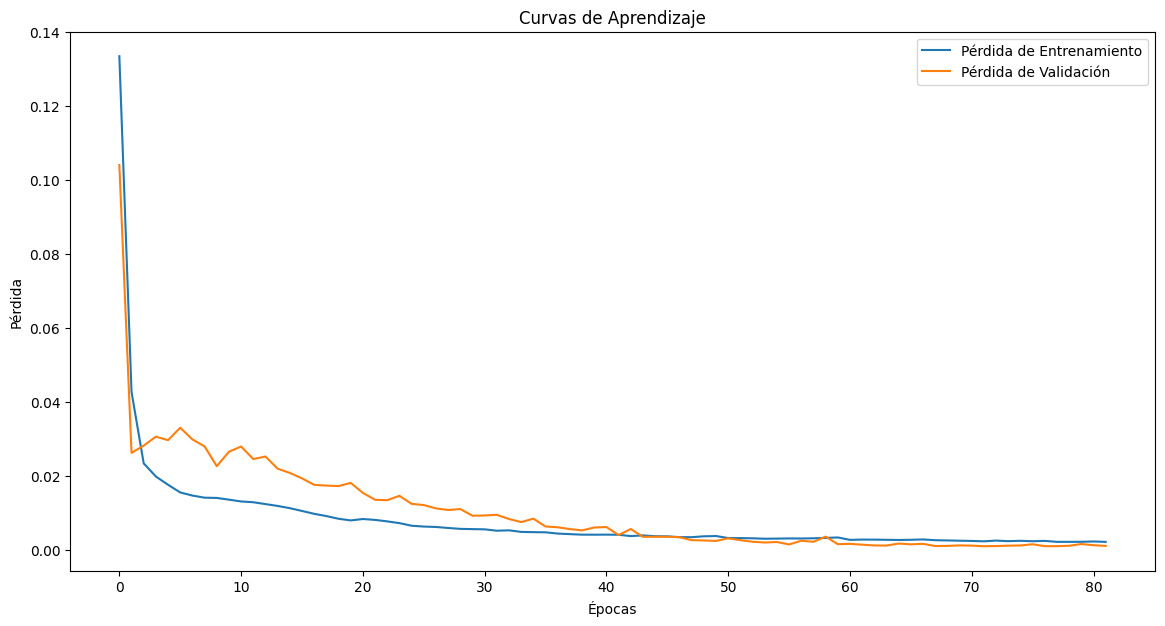 Curvas de Aprendizaje
Pérdida de Entrenamiento
Pérdida de Validación
0.14
0.12
0.10
0.08
0.06
0.04
0.02
0.00
Pérdida
0 10 20 30 40 50 60 70 80
Épocas